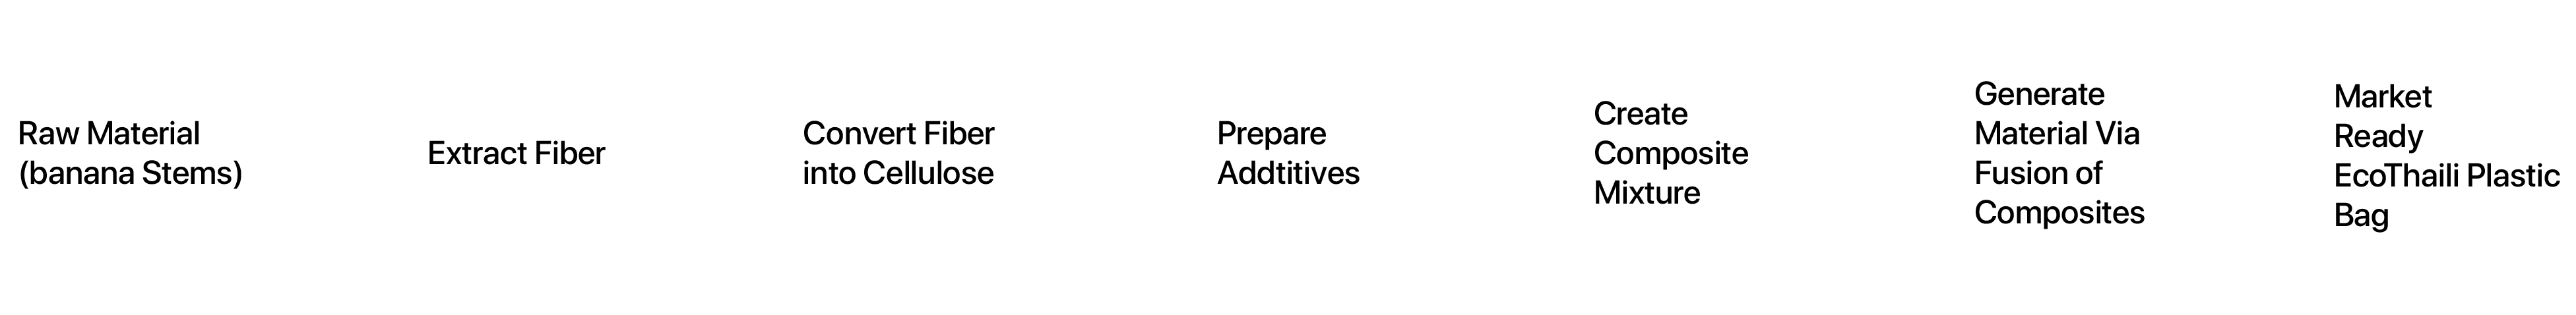 Raw Material
(banana Stems)
Extract Fiber
Convert Fiber
into Cellulose
Prepare
Addtitives
Create
Composite
Mixture
Generate
Material Via
Fusion of
Composites
Market
Ready
EcoThaili Plastic
Bag